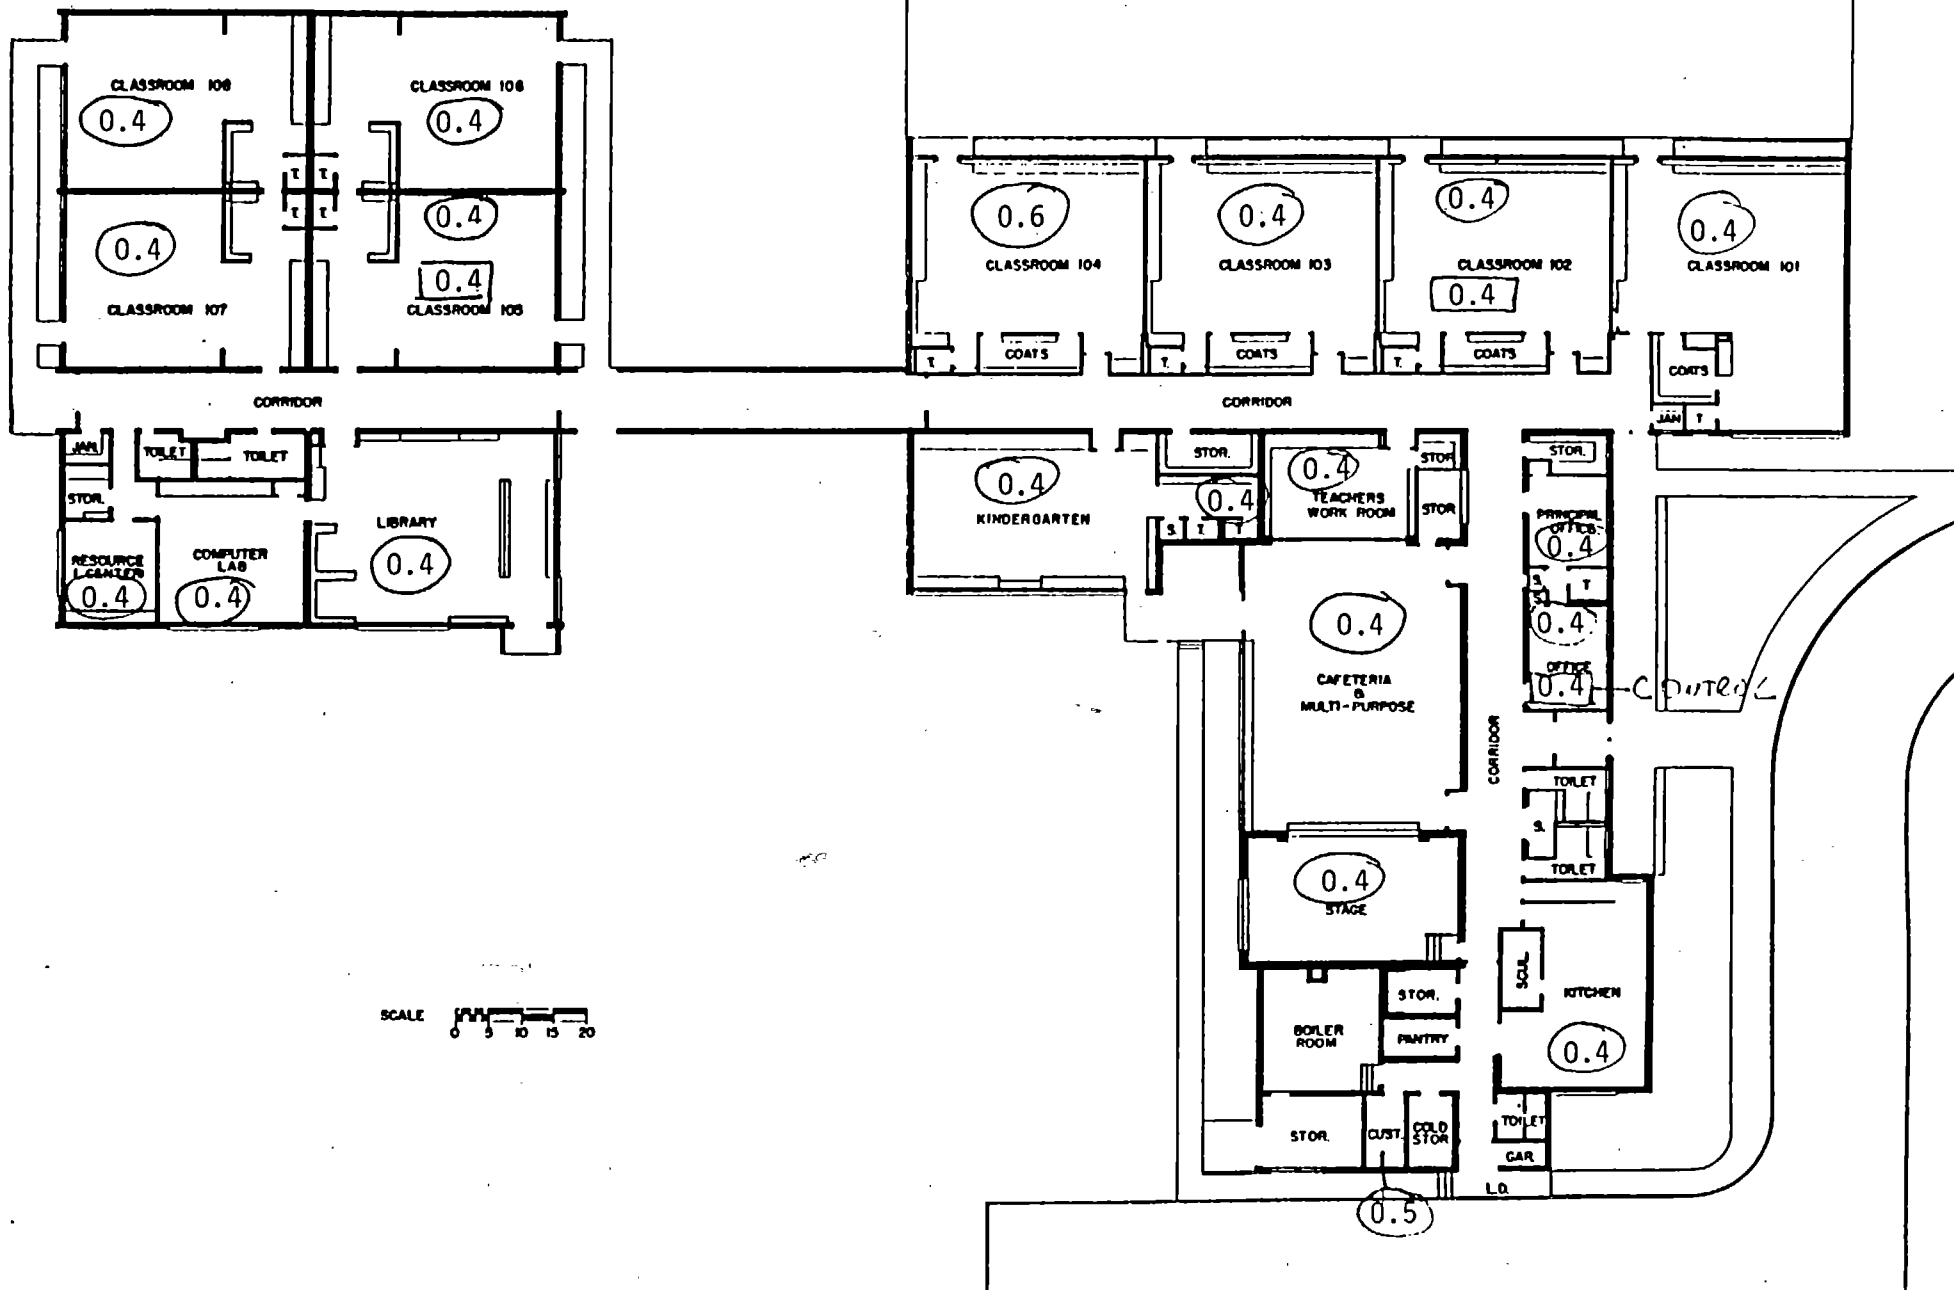 CLASSROOM 108
0.4
CLASSROOM 106
0.4
T. T.
T. T.
0.4
CLASSROOM 107
0.4
0.4
CLASSROOM 105
CORRIDOR
JAN.
TOILET
TOILET
STOR.
RESOURCE
CENTER
0.4
COMPUTER
LAB
0.4
LIBRARY
0.4
0.6
CLASSROOM 104
0.4
CLASSROOM 103
0.4
CLASSROOM 102
0.4
0.4
CLASSROOM 101
T.
COATS
T.
COATS
T.
COATS
COATS
JAN
T.
CORRIDOR
0.4
KINDERGARTEN
STOR.
0.4
S. T. T.
0.4
TEACHERS
WORK ROOM
STOR
STOR
STOR.
PRINCIPAL
OFFICE
0.4
S.
S.
T.
0.4
OFFICE
0.4 CONTROL
0.4
CAFETERIA
&
MULTI-PURPOSE
CORRIDOR
TOILET
S.
TOILET
0.4
STAGE
SCUL.
KITCHEN
0.4
STOR.
PANTRY
BOILER
ROOM
STOR.
CUST.
COLD
STOR
TOILET
GAR.
L.D.
0.5
SCALE
0 5 10 15 20